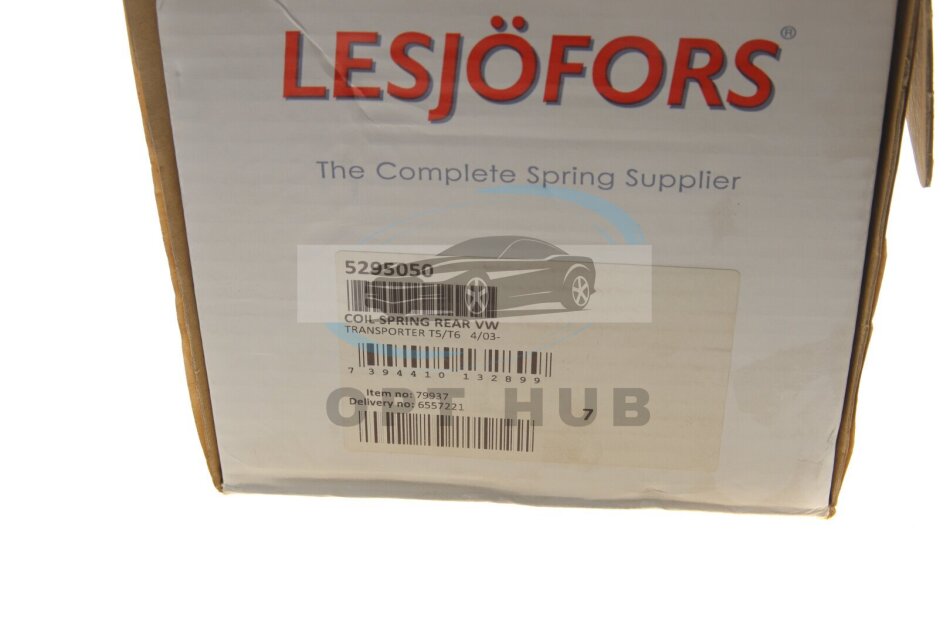 LESJÖFORS®
The Complete Spring Supplier
5295050
COIL SPRING REAR VW
TRANSPORTER T5/T6 4/03-
7 394410 132899
Item no: 79937
Delivery no: 6557221
7
OPT HUB